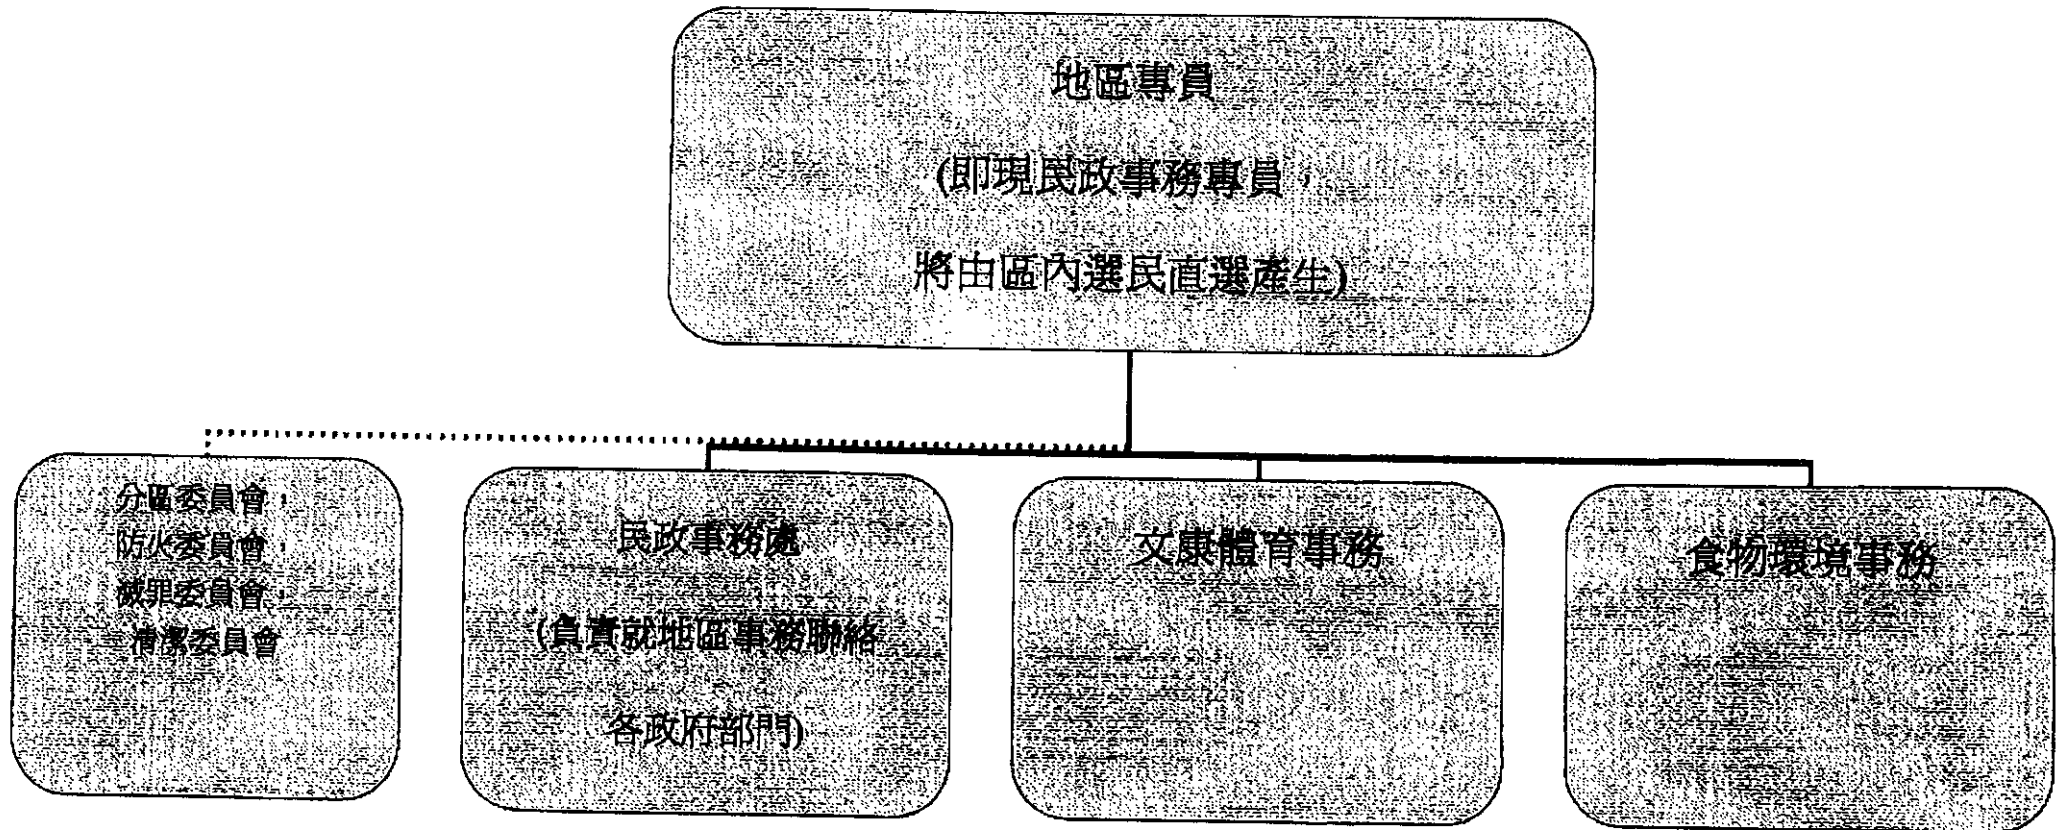 地區專員
(即現民政事務專員，
將由區內選民直選產生)
分區委員會，
防火委員會，
滅罪委員會，
清潔委員會
民政事務處
(負責就地區事務聯絡
各政府部門)
文康體育事務
食物環境事務